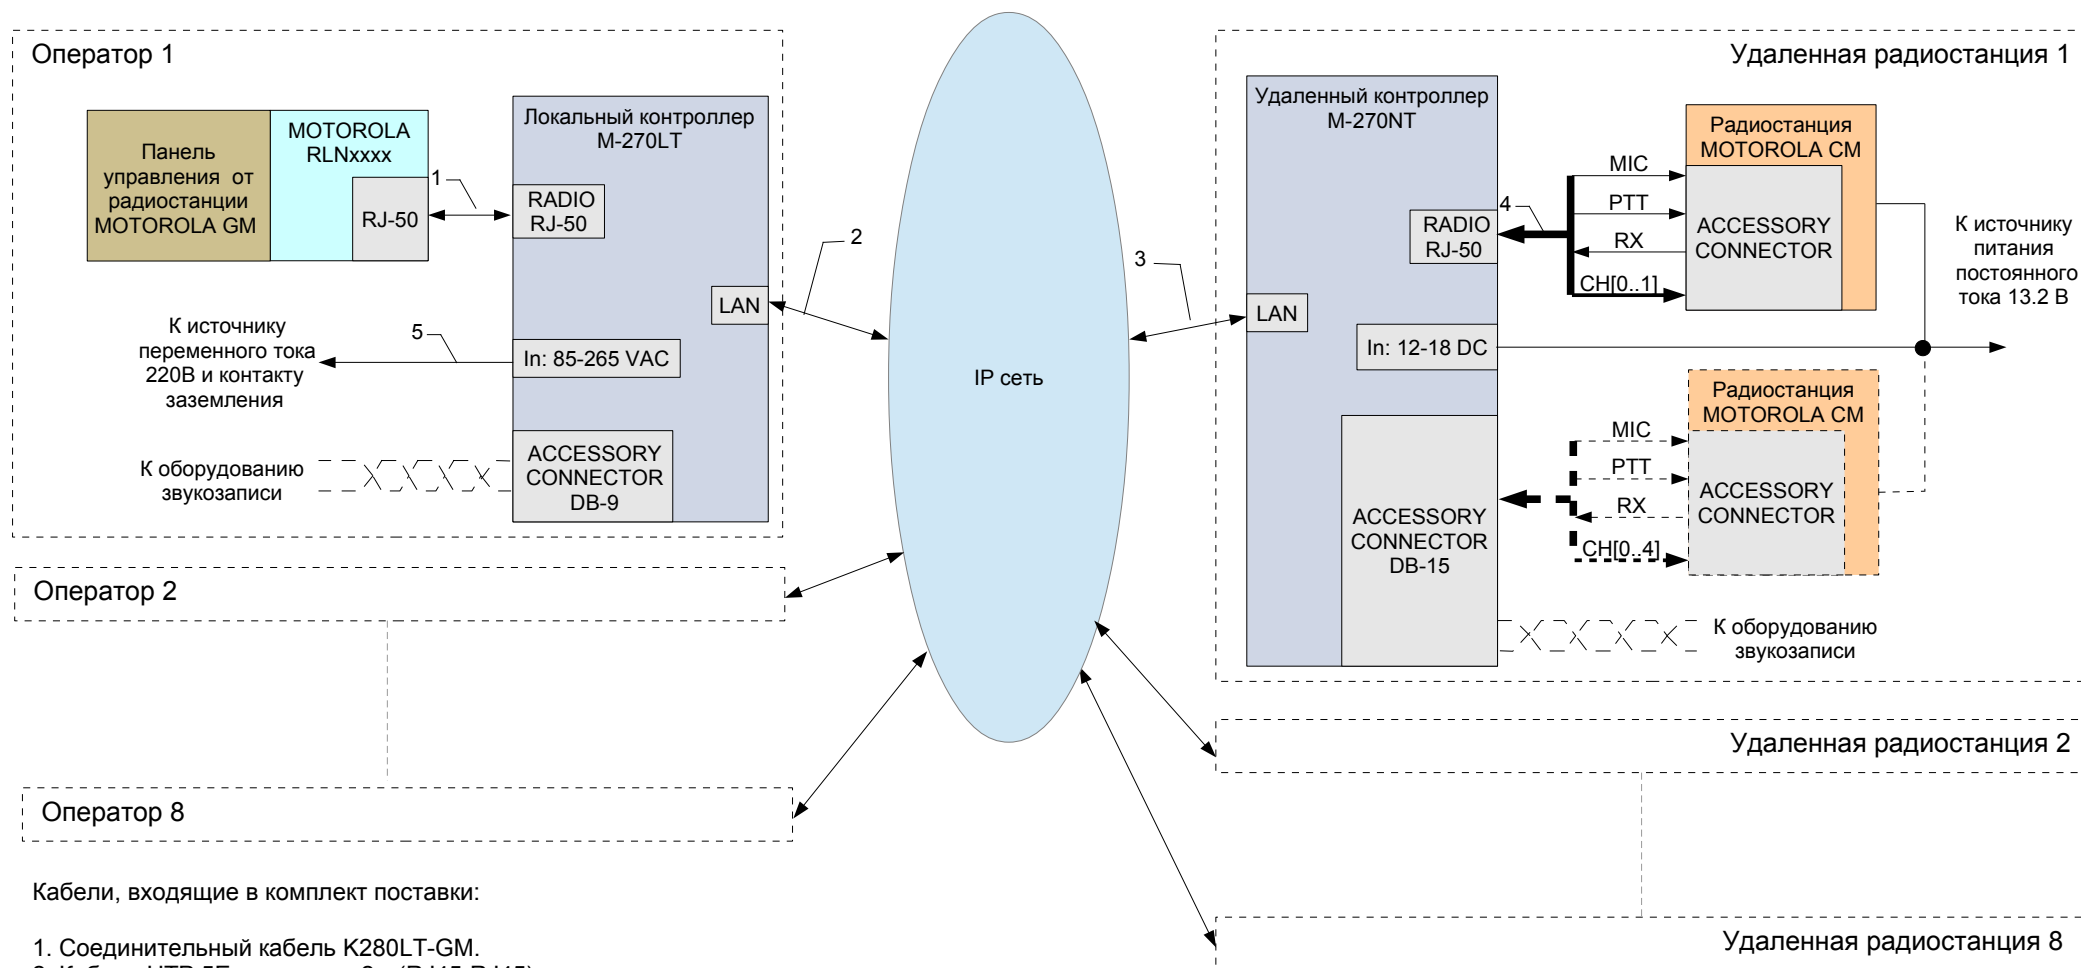 Оператор 1
Панель
управления от
радиостанции
MOTOROLA GM
MOTOROLA
RLNxxxx
RJ-50
1
Локальный контроллер
M-270LT
RADIO
RJ-50
LAN
2
К источнику
переменного тока
220В и контакту
заземления
5
In: 85-265 VAC
К оборудованию
звукозаписи
ACCESSORY
CONNECTOR
DB-9
Оператор 2
Оператор 8
IP сеть
Удаленная радиостанция 1
Удаленный контроллер
M-270NT
3
LAN
RADIO
RJ-50
4
MIC
PTT
RX
CH[0..1]
Радиостанция
MOTOROLA CM
ACCESSORY
CONNECTOR
К источнику
питания
постоянного
тока 13.2 В
In: 12-18 DC
ACCESSORY
CONNECTOR
DB-15
MIC
PTT
RX
CH[0..4]
Радиостанция
MOTOROLA CM
ACCESSORY
CONNECTOR
К оборудованию
звукозаписи
Удаленная радиостанция 2
Удаленная радиостанция 8
Кабели, входящие в комплект поставки:
1. Соединительный кабель K280LT-GM.